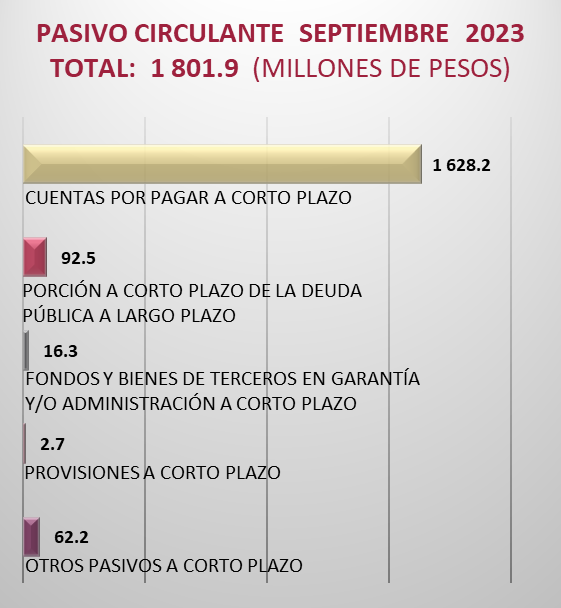 PASIVO CIRCULANTE SEPTIEMBRE 2023
TOTAL: 1 801.9 (MILLONES DE PESOS)
1 628.2
CUENTAS POR PAGAR A CORTO PLAZO
92.5
PORCIÓN A CORTO PLAZO DE LA DEUDA
PÚBLICA A LARGO PLAZO
16.3
FONDOS Y BIENES DE TERCEROS EN GARANTÍA
Y/O ADMINISTRACIÓN A CORTO PLAZO
2.7
PROVISIONES A CORTO PLAZO
62.2
OTROS PASIVOS A CORTO PLAZO